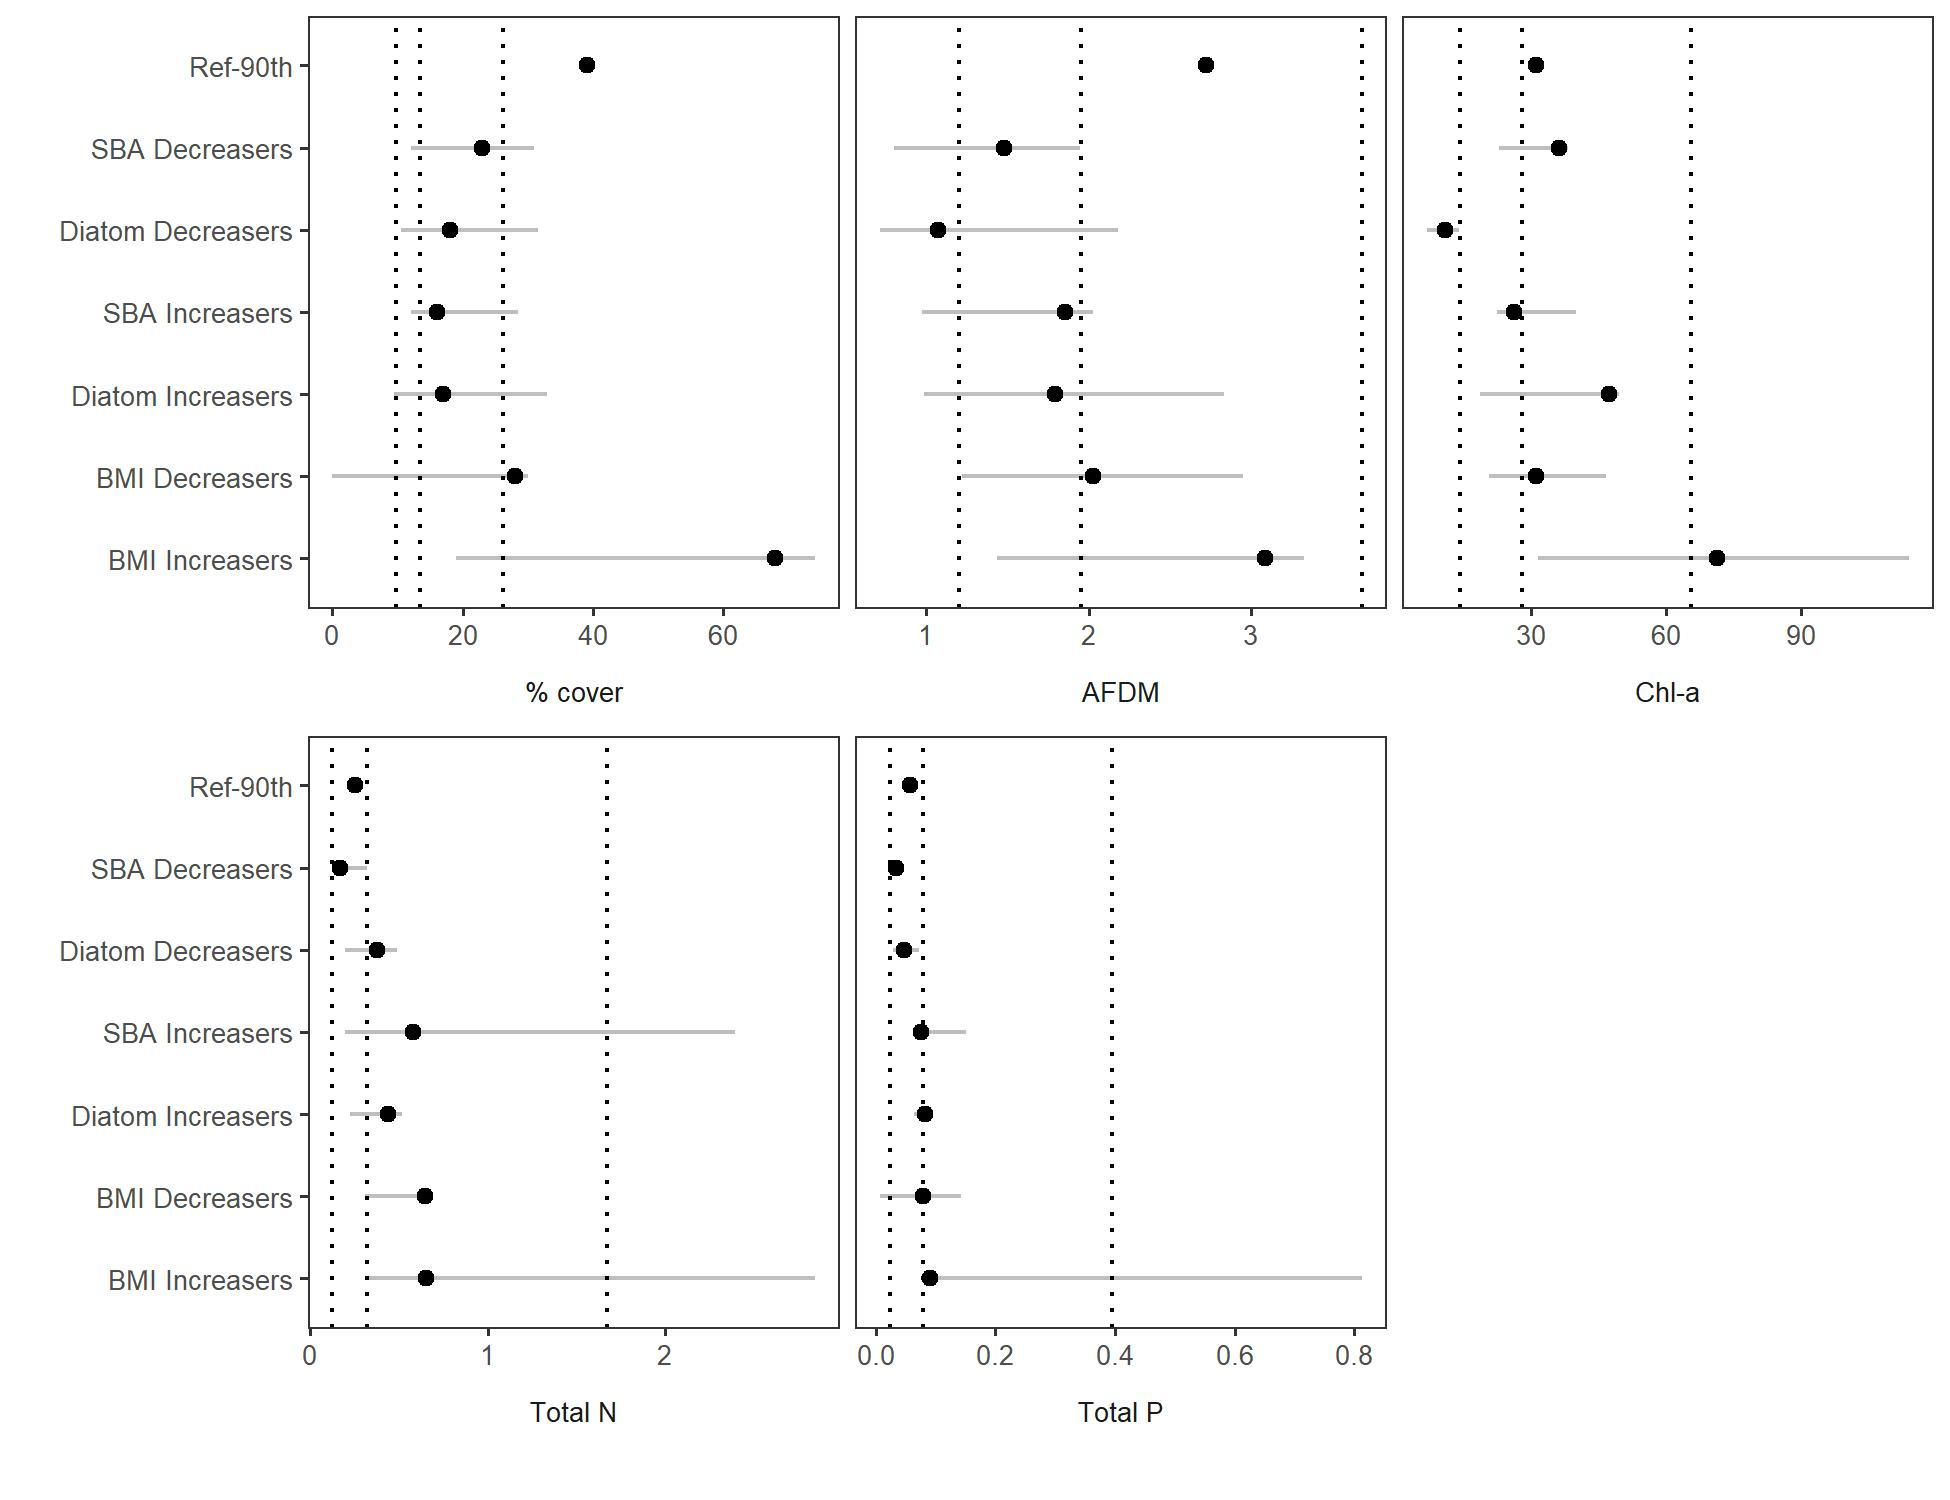 Ref-90th
SBA Decreasers
Diatom Decreasers
SBA Increasers
Diatom Increasers
BMI Decreasers
BMI Increasers
0 20 40 60
1 2 3
30 60 90
% cover
AFDM
Chl-a
Ref-90th
SBA Decreasers
Diatom Decreasers
SBA Increasers
Diatom Increasers
BMI Decreasers
BMI Increasers
0 1 2
0.0 0.2 0.4 0.6 0.8
Total N
Total P